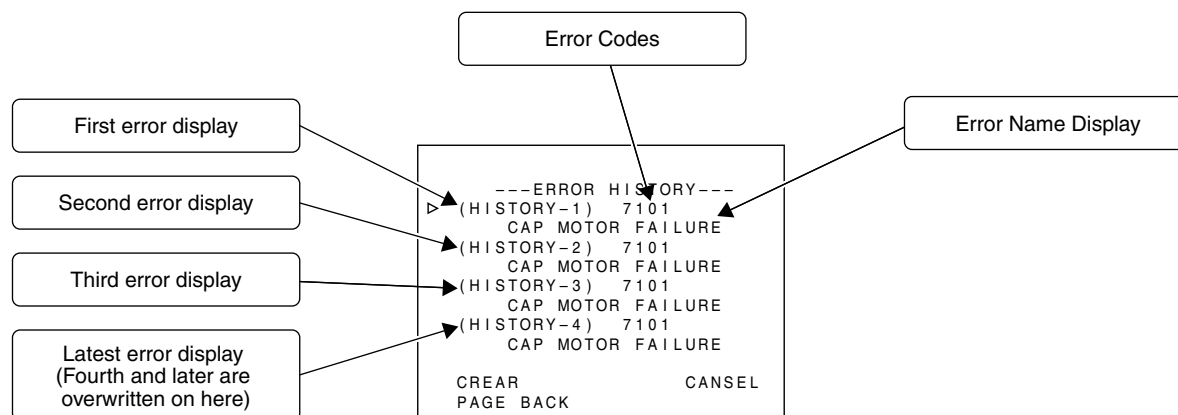 Error Codes
First error display
Error Name Display
Second error display
Third error display
Latest error display
(Fourth and later are
overwritten on here)
---ERROR HISTORY---
(HISTORY-1) 7101
CAP MOTOR FAILURE
(HISTORY-2) 7101
CAP MOTOR FAILURE
(HISTORY-3) 7101
CAP MOTOR FAILURE
(HISTORY-4) 7101
CAP MOTOR FAILURE
CREAR CANSEL
PAGE BACK